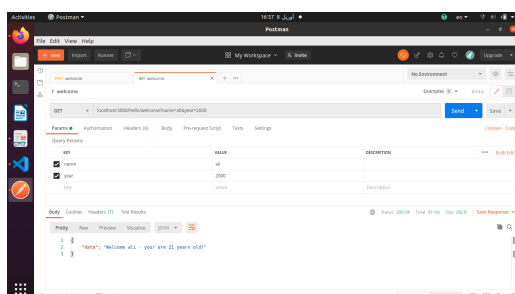 Activities Postman 16:57 8 أبريل en
Postman
File Edit View Help
New Import Runner My Workspace Invite Upgrade
POST welcome GET welcome No Environment
welcome Examples 0 BUILD
GET localhost:3000/hello/welcome?name=ali&year=2000 Send Save
Params Authorization Headers (6) Body Pre-request Script Tests Settings Cookies Code
Query Params
KEY VALUE DESCRIPTION Bulk Edit
name ali
year 2000
Key Value Description
Body Cookies Headers (7) Test Results Status: 200 OK Time: 61 ms Size: 262 B Save Response
Pretty Raw Preview Visualize JSON
1 {
2 "data": "Welcome ali - your are 21 years old!"
3 }